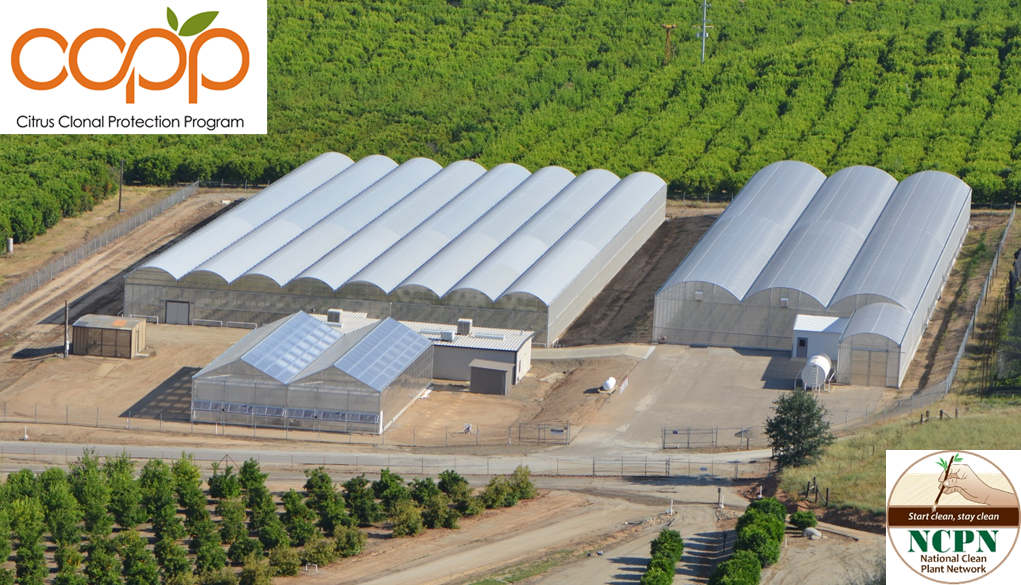 ccpp
Citrus Clonal Protection Program
Start clean, stay clean
NCPN
National Clean
Plant Network